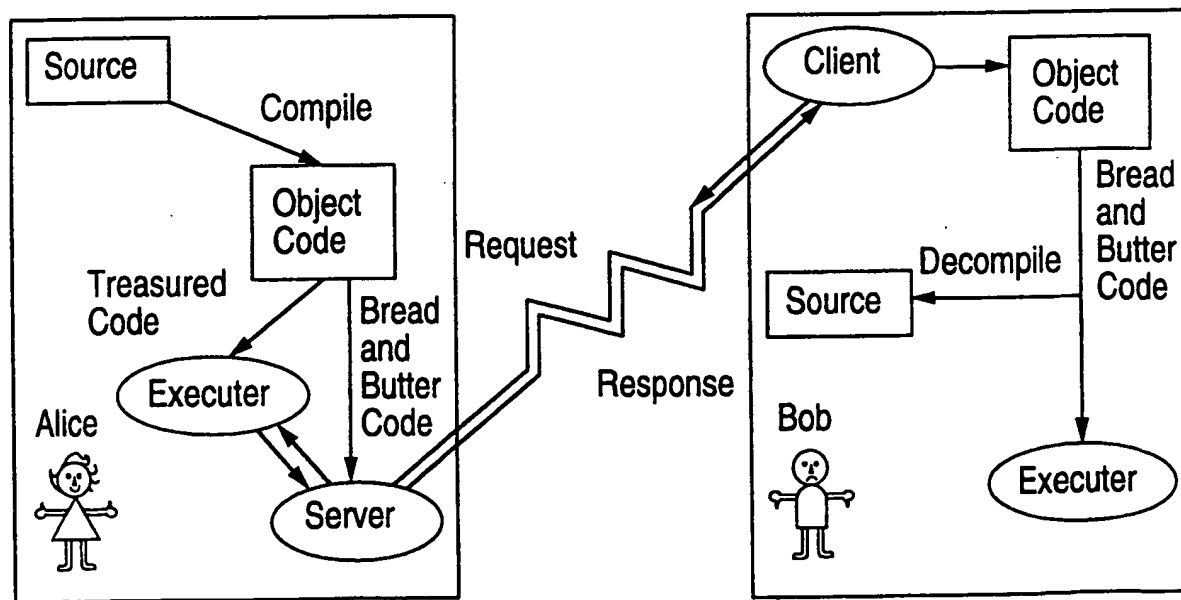 Source
Compile
Object
Code
Treasured
Code
Bread
and
Butter
Code
Executer
Alice
Server
Request
Response
Client
Object
Code
Bread
and
Butter
Code
Decompile
Source
Bob
Executer